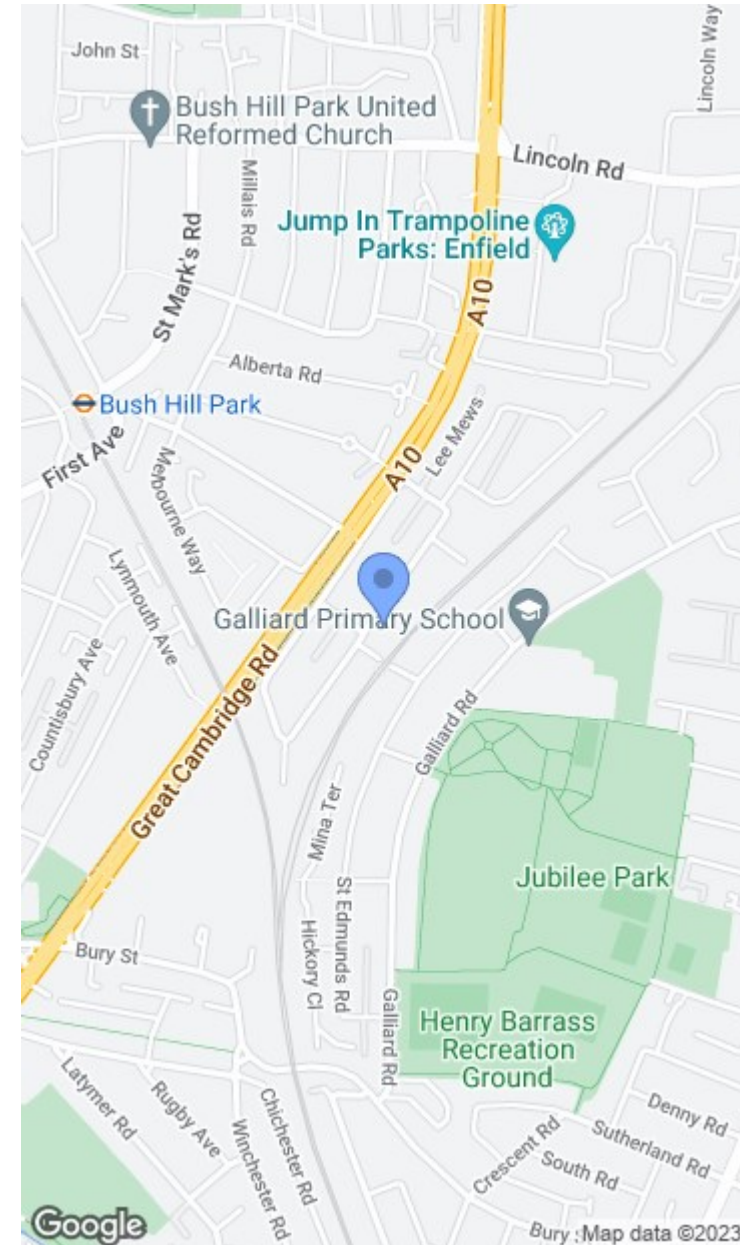 John St
Lincoln Way
Bush Hill Park United
Reformed Church
Millais Rd
Lincoln Rd
St Mark's Rd
Jump In Trampoline
Parks: Enfield
A10
Alberta Rd
Bush Hill Park
First Ave
Lee Mews
A10
Melbourne Way
Lynmouth Ave
Galliard Primary School
Countisbury Ave
Great Cambridge Rd
Galliard Rd
Mina Ter
Jubilee Park
St Edmunds Rd
Hickory Cl
Bury St
Galliard Rd
Henry Barrass
Recreation
Ground
Latymer Rd
Rugby Ave
Chichester Rd
Winchester Rd
Denny Rd
Crescent Rd
Sutherland Rd
South Rd
Google
Bury
Map data ©2023